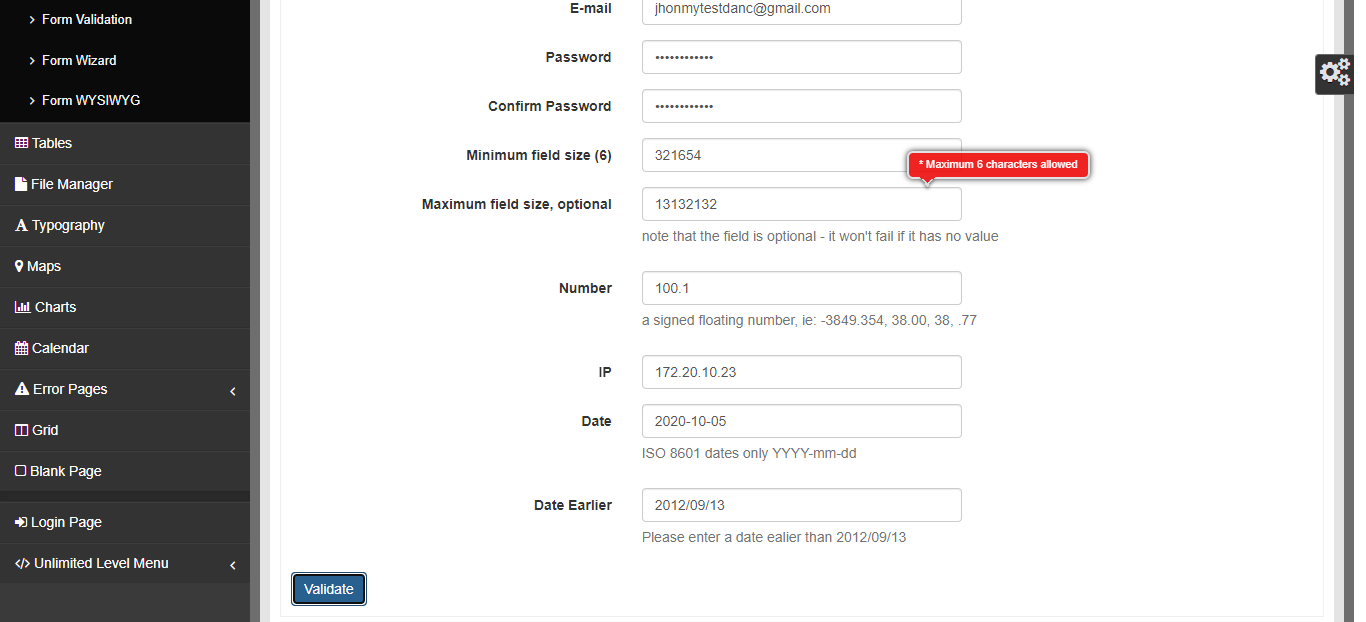 Form Validation
Form Wizard
Form WYSIWYG
Tables
File Manager
Typography
Maps
Charts
Calendar
Error Pages
Grid
Blank Page
Login Page
Unlimited Level Menu
E-mail
jhonmytestdanc@gmail.com
Password
••••••••••••
Confirm Password
••••••••••••
Minimum field size (6)
321654
* Maximum 6 characters allowed
Maximum field size, optional
13132132
note that the field is optional - it won't fail if it has no value
Number
100.1
a signed floating number, ie: -3849.354, 38.00, 38, .77
IP
172.20.10.23
Date
2020-10-05
ISO 8601 dates only YYYY-mm-dd
Date Earlier
2012/09/13
Please enter a date ealier than 2012/09/13
Validate